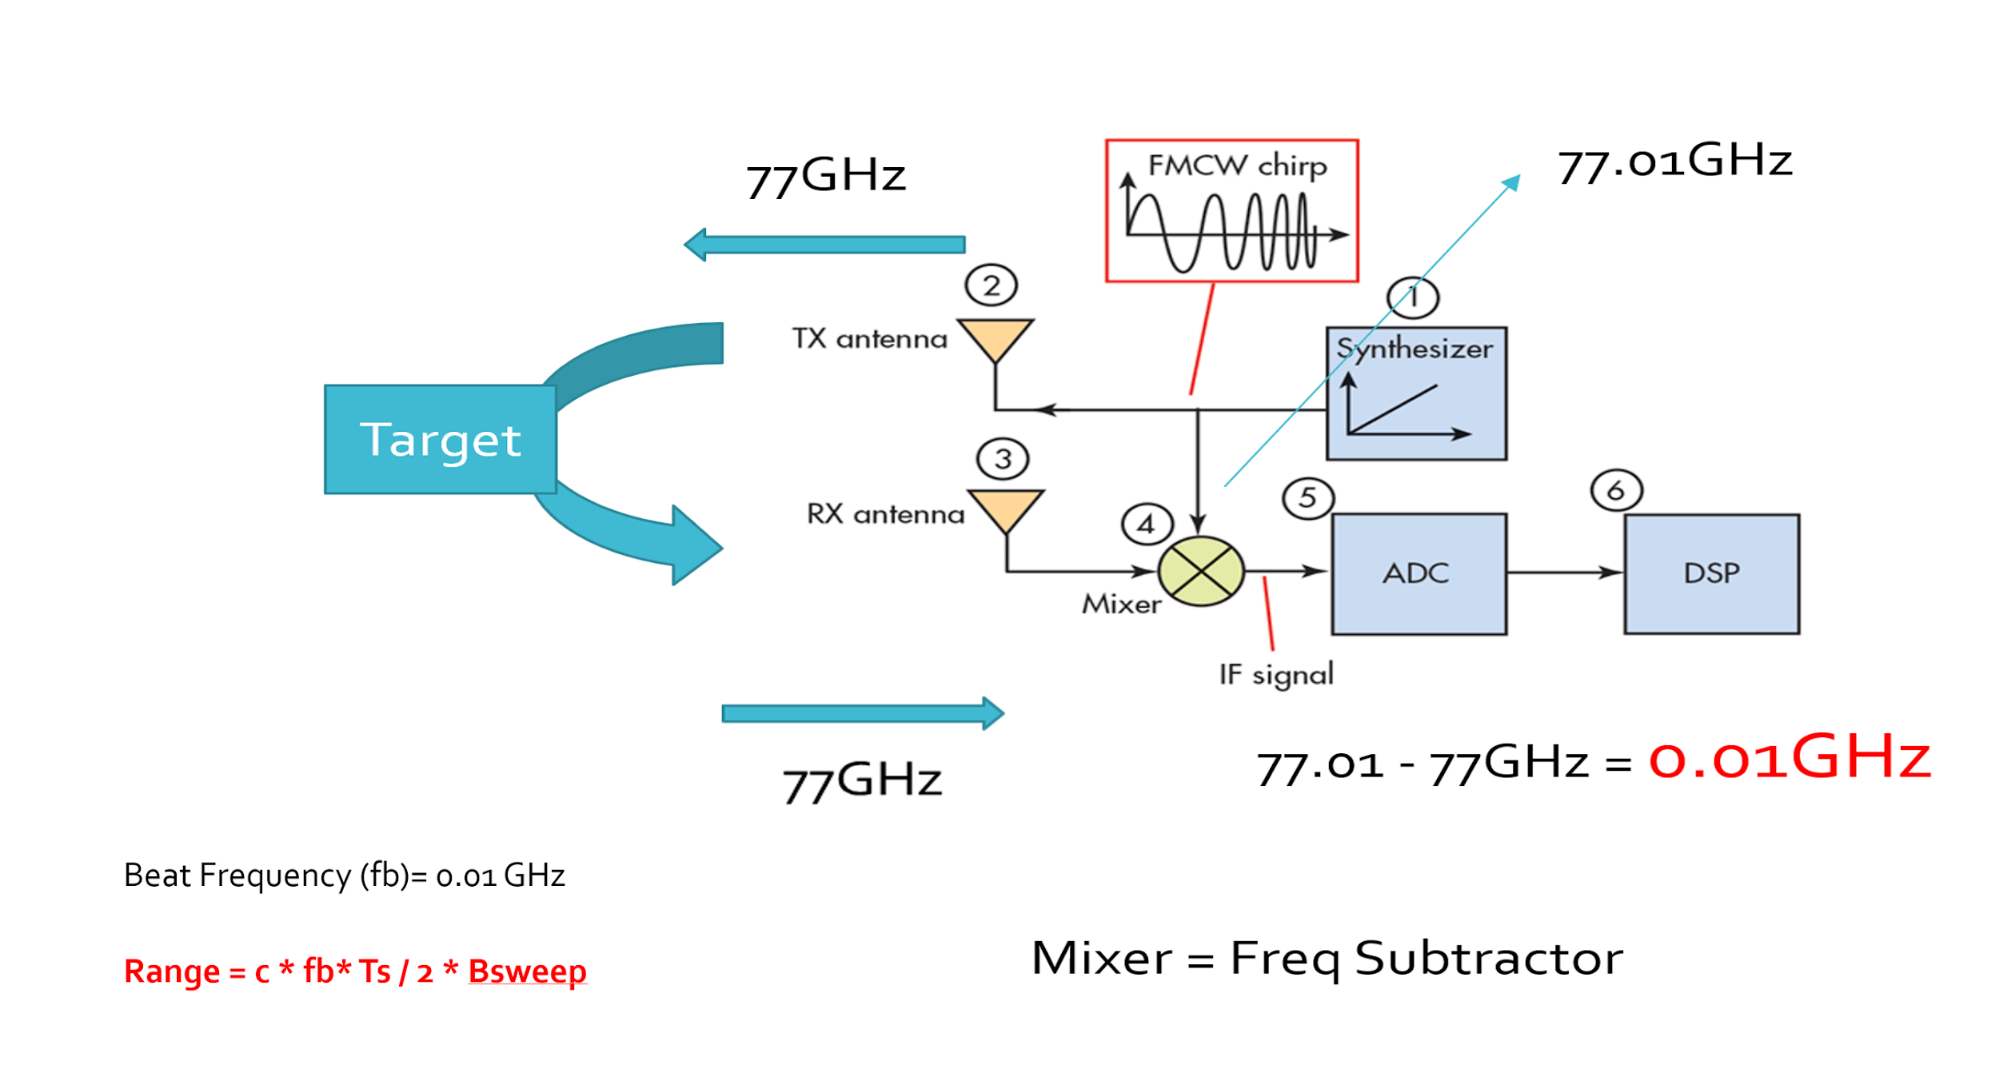 77GHz
FMCW chirp
77.01GHz
2
1
TX antenna
Synthesizer
Target
3
RX antenna
4
5
6
ADC
DSP
Mixer
IF signal
77GHz
77.01 - 77GHz = 0.01GHz
Beat Frequency (fb)= 0.01 GHz
Mixer = Freq Subtractor
Range = c * fb* Ts / 2 * Bsweep